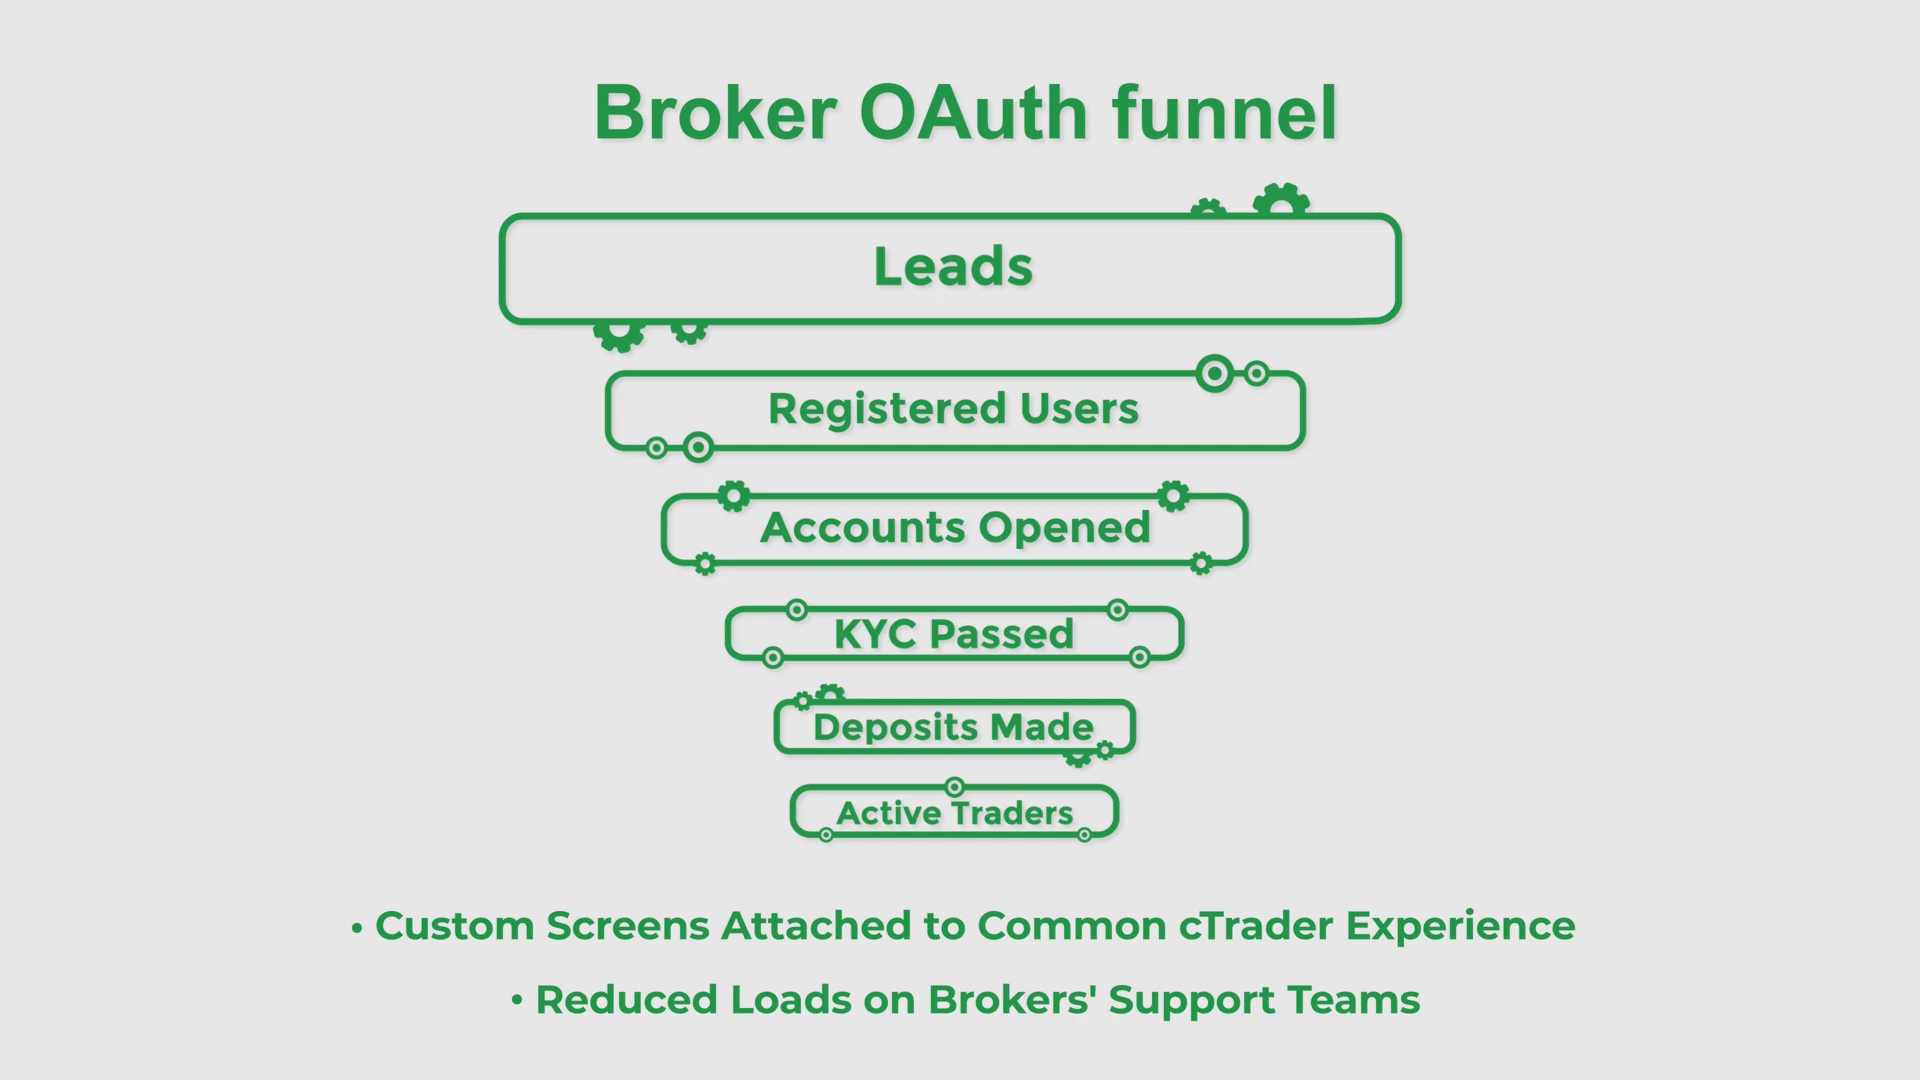 Broker OAuth funnel
Leads
Registered Users
Accounts Opened
KYC Passed
Deposits Made
Active Traders
• Custom Screens Attached to Common cTrader Experience
• Reduced Loads on Brokers' Support Teams